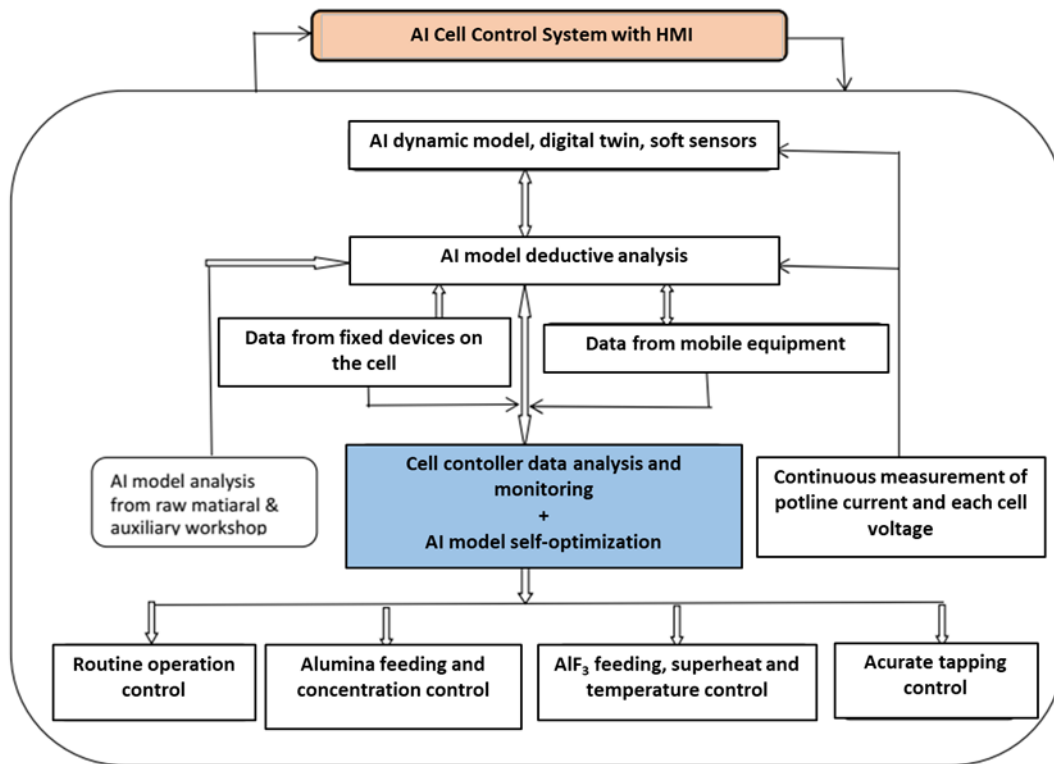 AI Cell Control System with HMI
AI dynamic model, digital twin, soft sensors
AI model deductive analysis
Data from fixed devices on
the cell
Data from mobile equipment
AI model analysis
from raw matiaral &
auxiliary workshop
Cell contoller data analysis and
monitoring
+
AI model self-optimization
Continuous measurement of
potline current and each cell
voltage
Routine operation
control
Alumina feeding and
concentration control
AlF₃ feeding, superheat and
temperature control
Acurate tapping
control